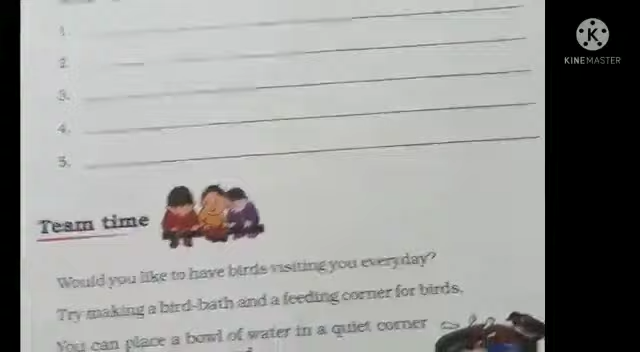 1.
2.
3.
4.
5.
Team time
Would you like to have birds visiting you everyday?
Try making a bird-bath and a feeding corner for birds.
You can place a bowl of water in a quiet corner
K
KINEMASTER